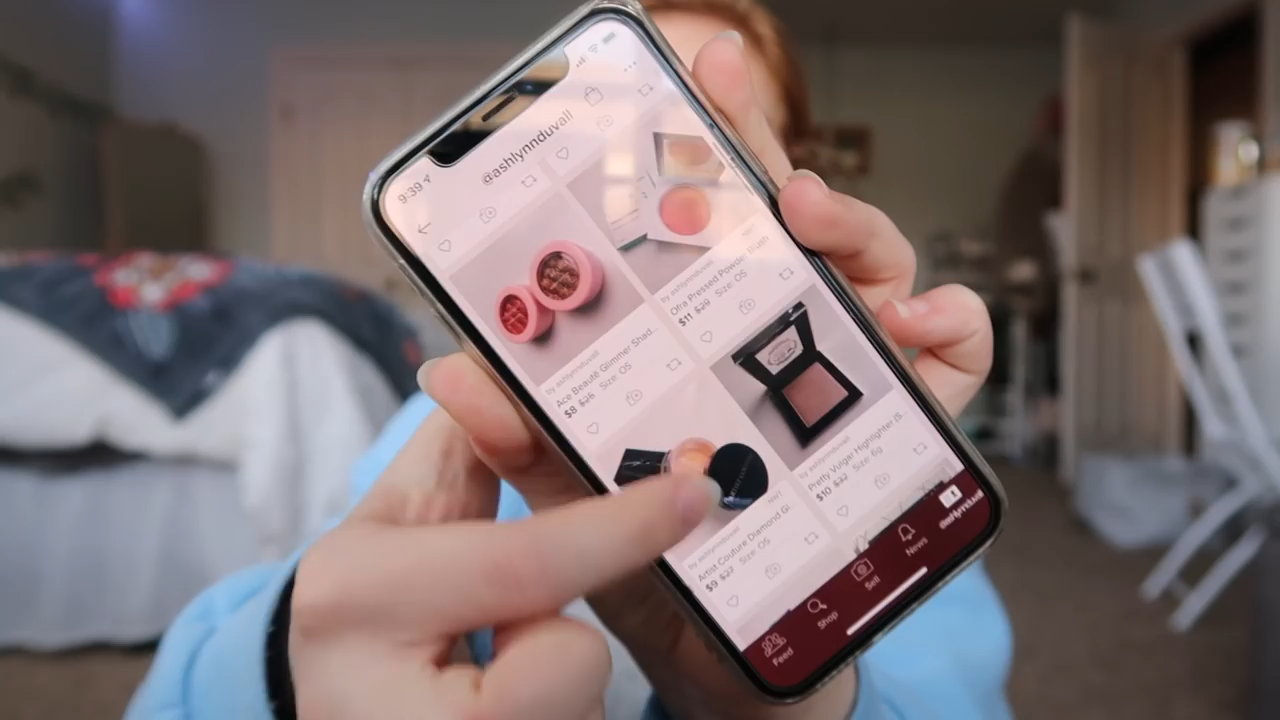 9:39
@ashlynnduvall
by ashlynnduvall
Ace Beauté Glimmer Shad...
$8 $25 Size: OS
by ashlynnduvall
Ofra Pressed Powder Blush
$11 $29 Size: OS
NWT
by ashlynnduvall
Artist Couture Diamond Gl...
$9 $27 Size: OS
by ashlynnduvall
Pretty Vulgar Highlighter (S...
$10 Size: 6g
Feed
Shop
Sell
News